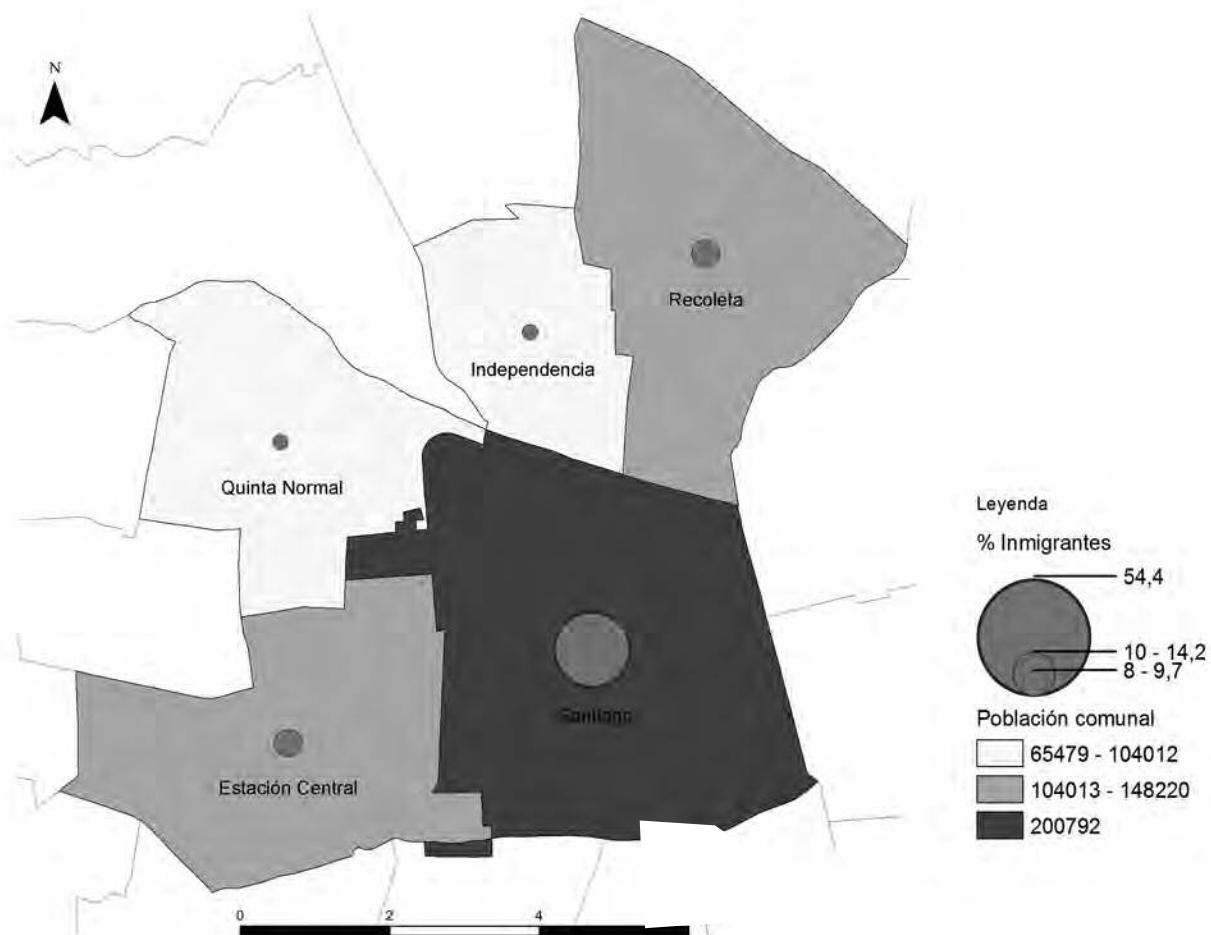 N
Recoleta
Independencia
Quinta Normal
Santiago
Estación Central
Leyenda
% Inmigrantes
54,4
10 - 14,2
8 - 9,7
Población comunal
65479 - 104012
104013 - 148220
200792
0 2 4